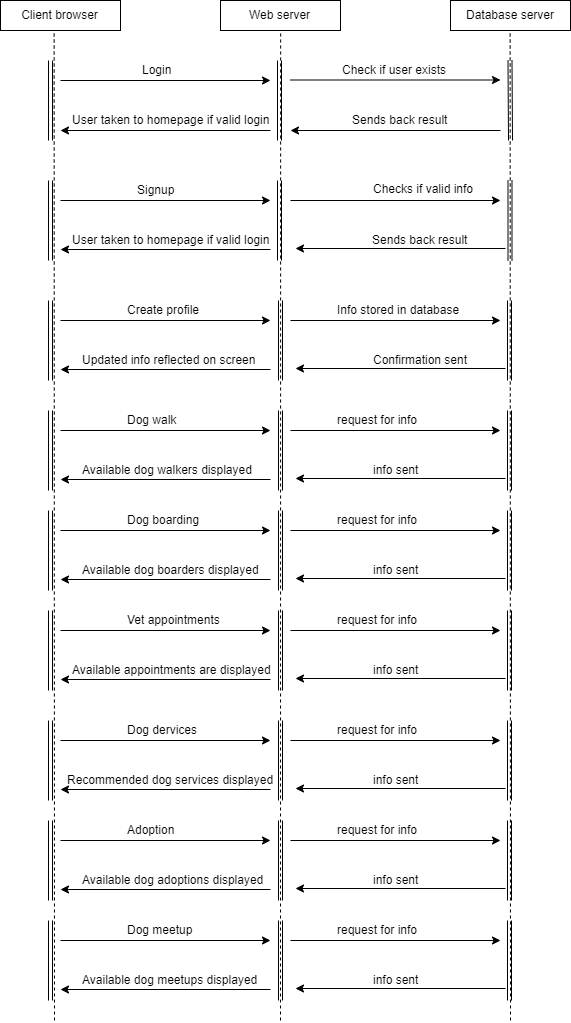 Client browser
Web server
Database server
Login
Check if user exists
User taken to homepage if valid login
Sends back result
Signup
Checks if valid info
User taken to homepage if valid login
Sends back result
Create profile
Info stored in database
Updated info reflected on screen
Confirmation sent
Dog walk
request for info
Available dog walkers displayed
info sent
Dog boarding
request for info
Available dog boarders displayed
info sent
Vet appointments
request for info
Available appointments are displayed
info sent
Dog dervices
request for info
Recommended dog services displayed
info sent
Adoption
request for info
Available dog adoptions displayed
info sent
Dog meetup
request for info
Available dog meetups displayed
info sent